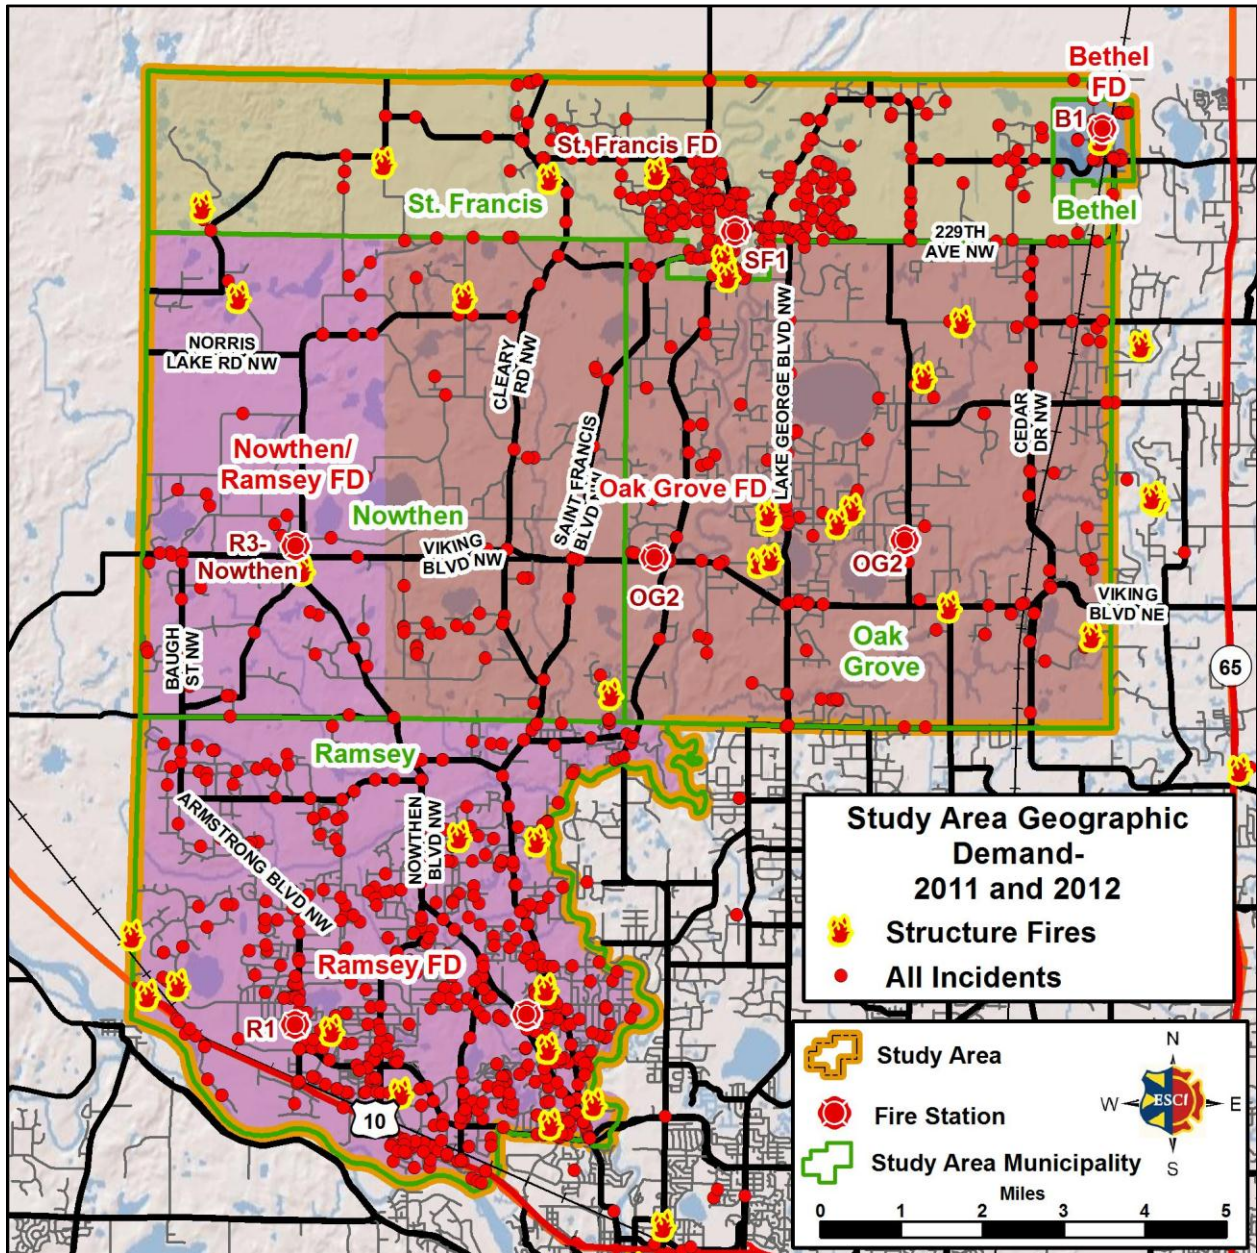 Bethel
FD
B1
St. Francis FD
St. Francis
Bethel
229TH
AVE NW
SF1
NORRIS
LAKE RD NW
CLEARY
RD NW
LAKE GEORGE BLVD NW
CEDAR
DR NW
SAINT FRANCIS
BLVD NW
Nowthen/
Ramsey FD
Oak Grove FD
Nowthen
R3-
Nowthen
VIKING
BLVD NW
OG2
OG2
VIKING
BLVD NE
BAUGH
ST NW
Oak
Grove
65
Ramsey
ARMSTRONG BLVD NW
NOWTHEN
BLVD NW
Ramsey FD
R1
10
Study Area Geographic
Demand-
2011 and 2012
Structure Fires
All Incidents
Study Area
Fire Station
Study Area Municipality
N
W E
S
ESCI
Miles
0 1 2 3 4 5